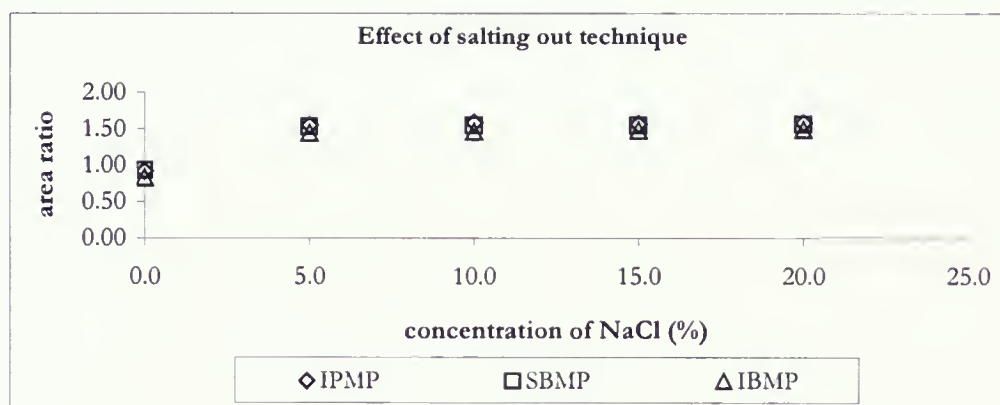 Effect of salting out technique
2.00
1.50
1.00
0.50
0.00
area ratio
0.0 5.0 10.0 15.0 20.0 25.0
concentration of NaCl (%)
IPMP SBMP IBMP